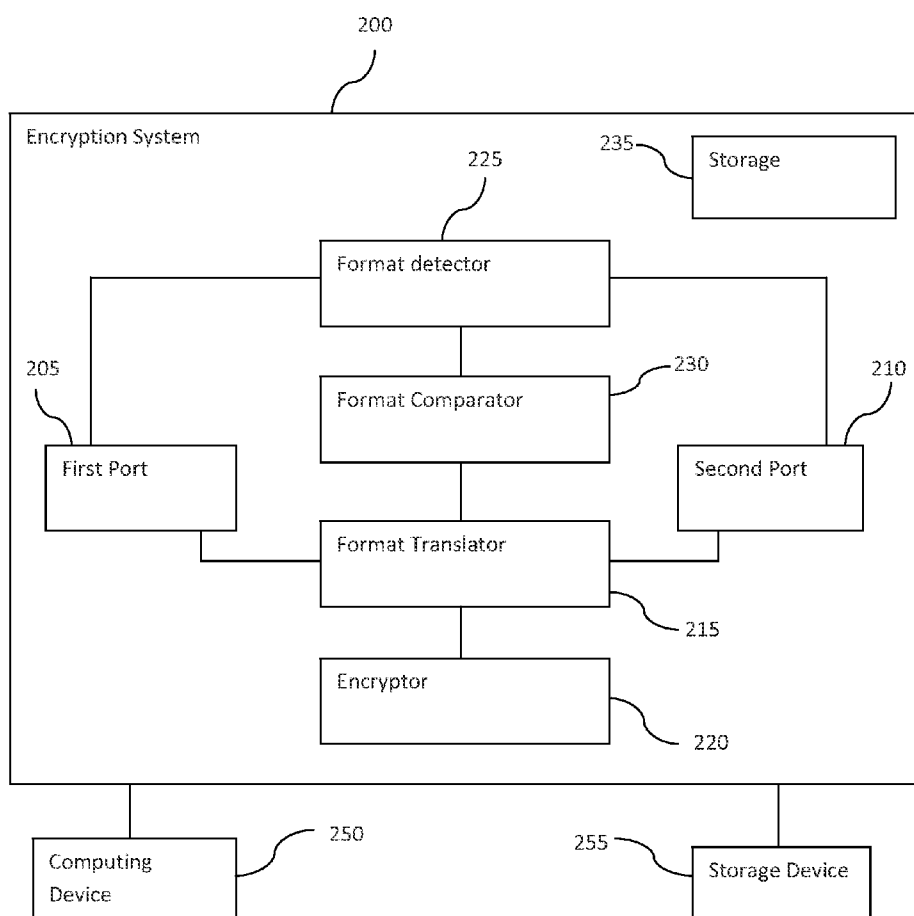 200
Encryption System
235
Storage
225
Format detector
205
230
210
Format Comparator
First Port
Second Port
Format Translator
215
Encryptor
220
250
255
Computing
Device
Storage Device